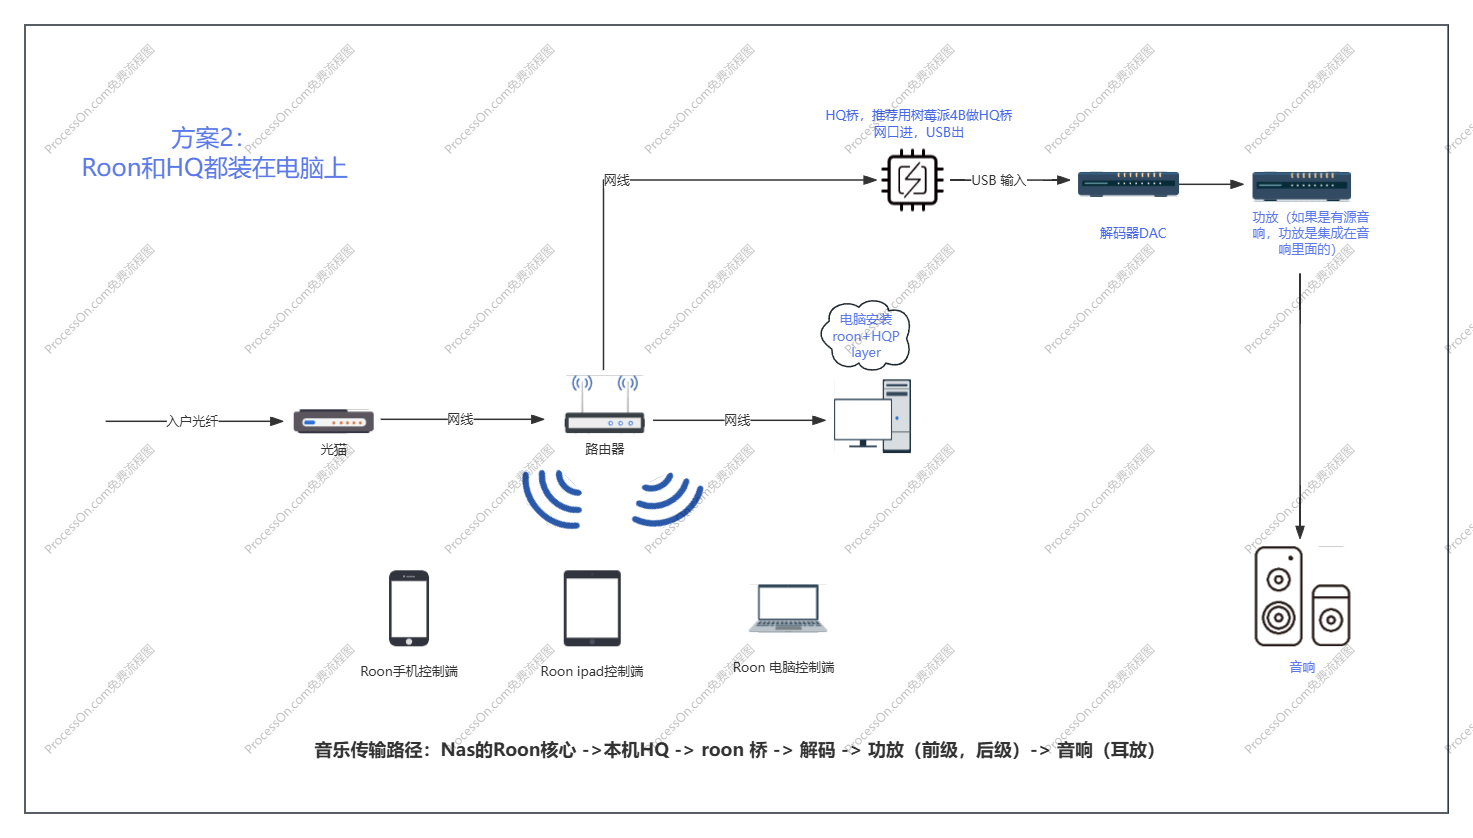 方案2：
Roon和HQ都装在电脑上
HQ桥，推荐用树莓派4B做HQ桥
网口进，USB出
网线
USB 输入
解码器DAC
功放（如果是有源音
响，功放是集成在音
响里面的）
电脑安装
roon+HQP
layer
入户光纤
网线
网线
光猫
路由器
Roon手机控制端
Roon ipad控制端
Roon 电脑控制端
音响
音乐传输路径：Nas的Roon核心 ->本机HQ -> roon 桥 -> 解码 -> 功放（前级，后级）-> 音响（耳放）
ProcessOn.com免费流程图